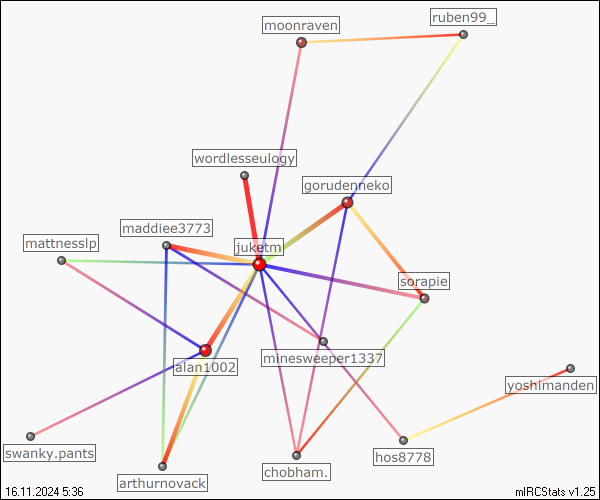 ruben99_
moonraven
wordlesseulogy
gorudenneko
maddiee3773
mattnesslp
juketm
sorapie
minesweeper1337
alan1002
yoshimanden
swanky.pants
hos8778
chobham.
arthurnovack
16.11.2024 5:36
mIRCStats v1.25